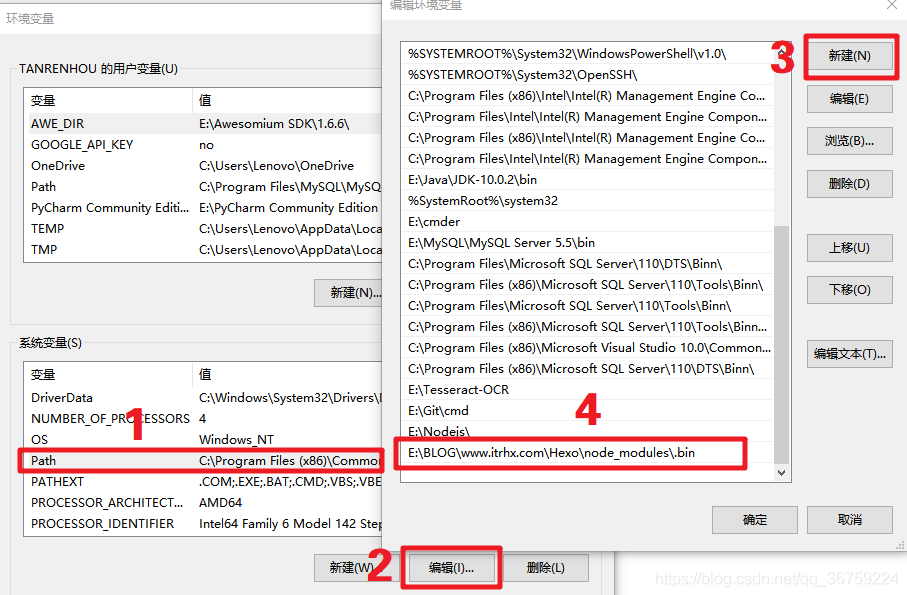 环境变量
TANRENHOU 的用户变量(U)
变量 值
AWE_DIR E:\Awesomium SDK\1.6.6\
GOOGLE_API_KEY no
OneDrive C:\Users\Lenovo\OneDrive
Path C:\Program Files\MySQL\MySQ
PyCharm Community Editi... E:\PyCharm Community Edition
TEMP C:\Users\Lenovo\AppData\Loca
TMP C:\Users\Lenovo\AppData\Loca
新建(N)...
系统变量(S)
变量 值
DriverData C:\Windows\System32\Drivers\D
NUMBER_OF_PROCESSORS 4
OS Windows_NT
1
Path C:\Program Files (x86)\Common
PATHEXT .COM;.EXE;.BAT;.CMD;.VBS;.VBE
PROCESSOR_ARCHITECT... AMD64
PROCESSOR_IDENTIFIER Intel64 Family 6 Model 142 Step
新建(W)
2
编辑(I)...
删除(L)
编辑环境变量
%SYSTEMROOT%\System32\WindowsPowerShell\v1.0\
%SYSTEMROOT%\System32\OpenSSH\
C:\Program Files (x86)\Intel\Intel(R) Management Engine Co...
C:\Program Files\Intel\Intel(R) Management Engine Compon...
C:\Program Files (x86)\Intel\Intel(R) Management Engine Co...
C:\Program Files\Intel\Intel(R) Management Engine Compon...
E:\Java\JDK-10.0.2\bin
%SystemRoot%\system32
E:\cmder
E:\MySQL\MySQL Server 5.5\bin
C:\Program Files\Microsoft SQL Server\110\DTS\Binn\
C:\Program Files (x86)\Microsoft SQL Server\110\Tools\Binn\
C:\Program Files\Microsoft SQL Server\110\Tools\Binn\
C:\Program Files (x86)\Microsoft SQL Server\110\Tools\Binn...
C:\Program Files (x86)\Microsoft Visual Studio 10.0\Common...
C:\Program Files (x86)\Microsoft SQL Server\110\DTS\Binn\
E:\Tesseract-OCR
E:\Git\cmd
E:\Nodejs\
4
E:\BLOG\www.itrhx.com\Hexo\node_modules\.bin
3
新建(N)
编辑(E)
浏览(B)...
删除(D)
上移(U)
下移(O)
编辑文本(T)...
确定
取消
https://blog.csdn.net/qq_36759224